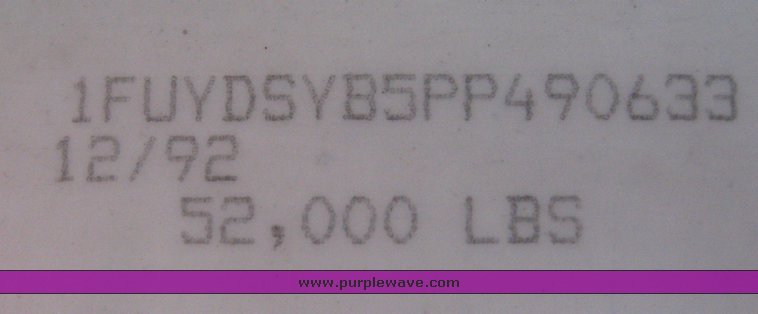 1FUYDSYB5PP490633
12/92
52,000 LBS
www.purplewave.com